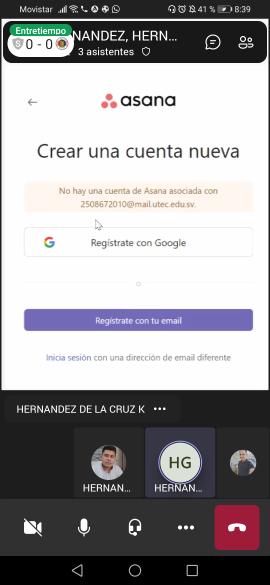 Movistar 41 % 8:39
Entretiempo
0 - 0
NANDEZ, HERN...
3 asistentes
asana
Crear una cuenta nueva
No hay una cuenta de Asana asociada con
2508672010@mail.utec.edu.sv.
Regístrate con Google
o
Regístrate con tu email
Inicia sesión con una dirección de email diferente
HERNANDEZ DE LA CRUZ K ...
HG
HERNAN... HERNAN...